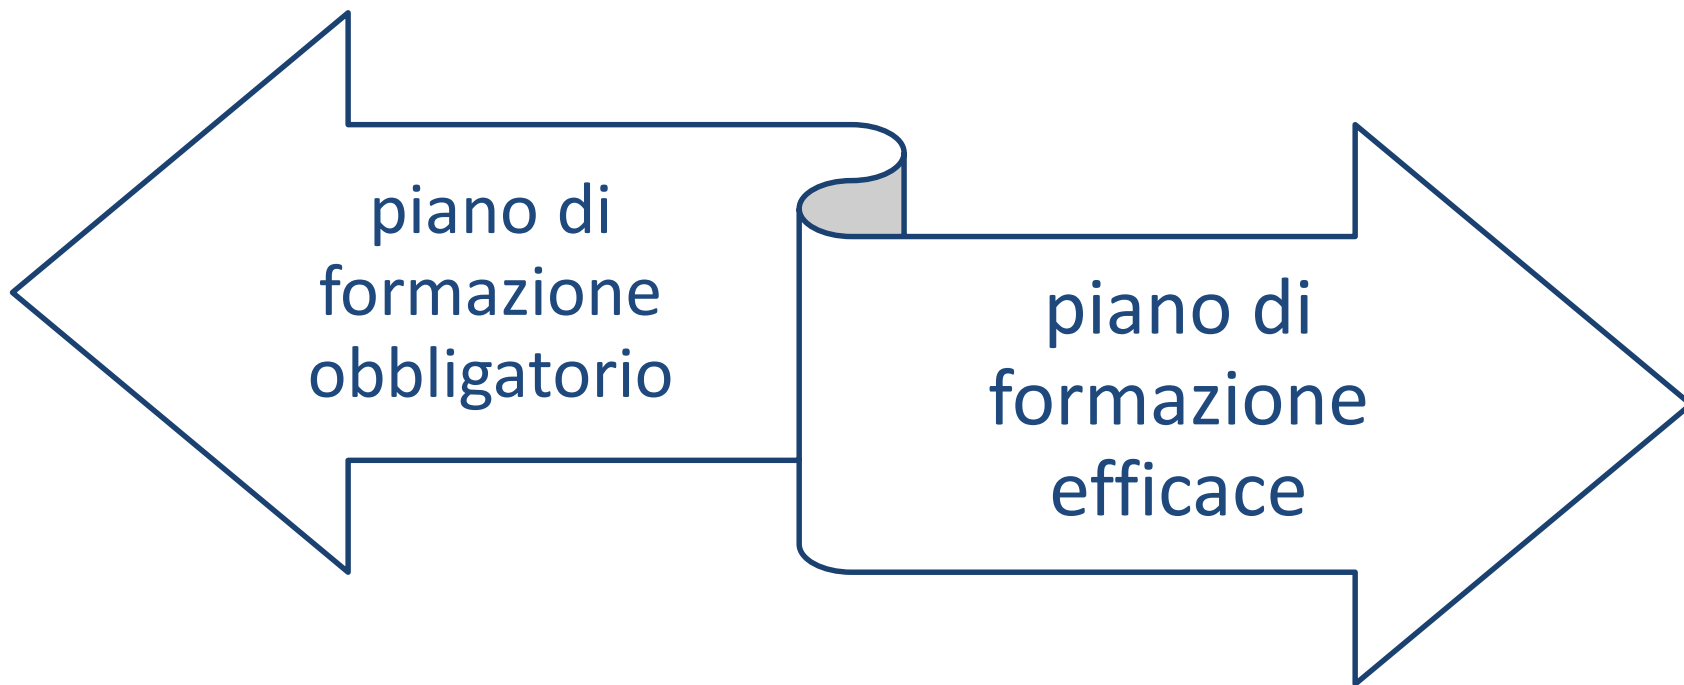 piano di
formazione
obbligatorio
piano di
formazione
efficace